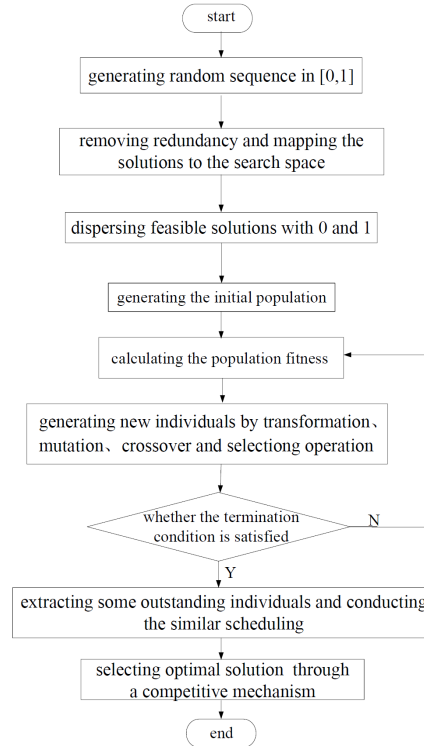 start
generating random sequence in [0,1]
removing redundancy and mapping the
solutions to the search space
dispersing feasible solutions with 0 and 1
generating the initial population
calculating the population fitness
generating new individuals by transformation、
mutation、crossover and selectiong operation
whether the termination
condition is satisfied
N
Y
extracting some outstanding individuals and conducting
the similar scheduling
selecting optimal solution through
a competitive mechanism
end